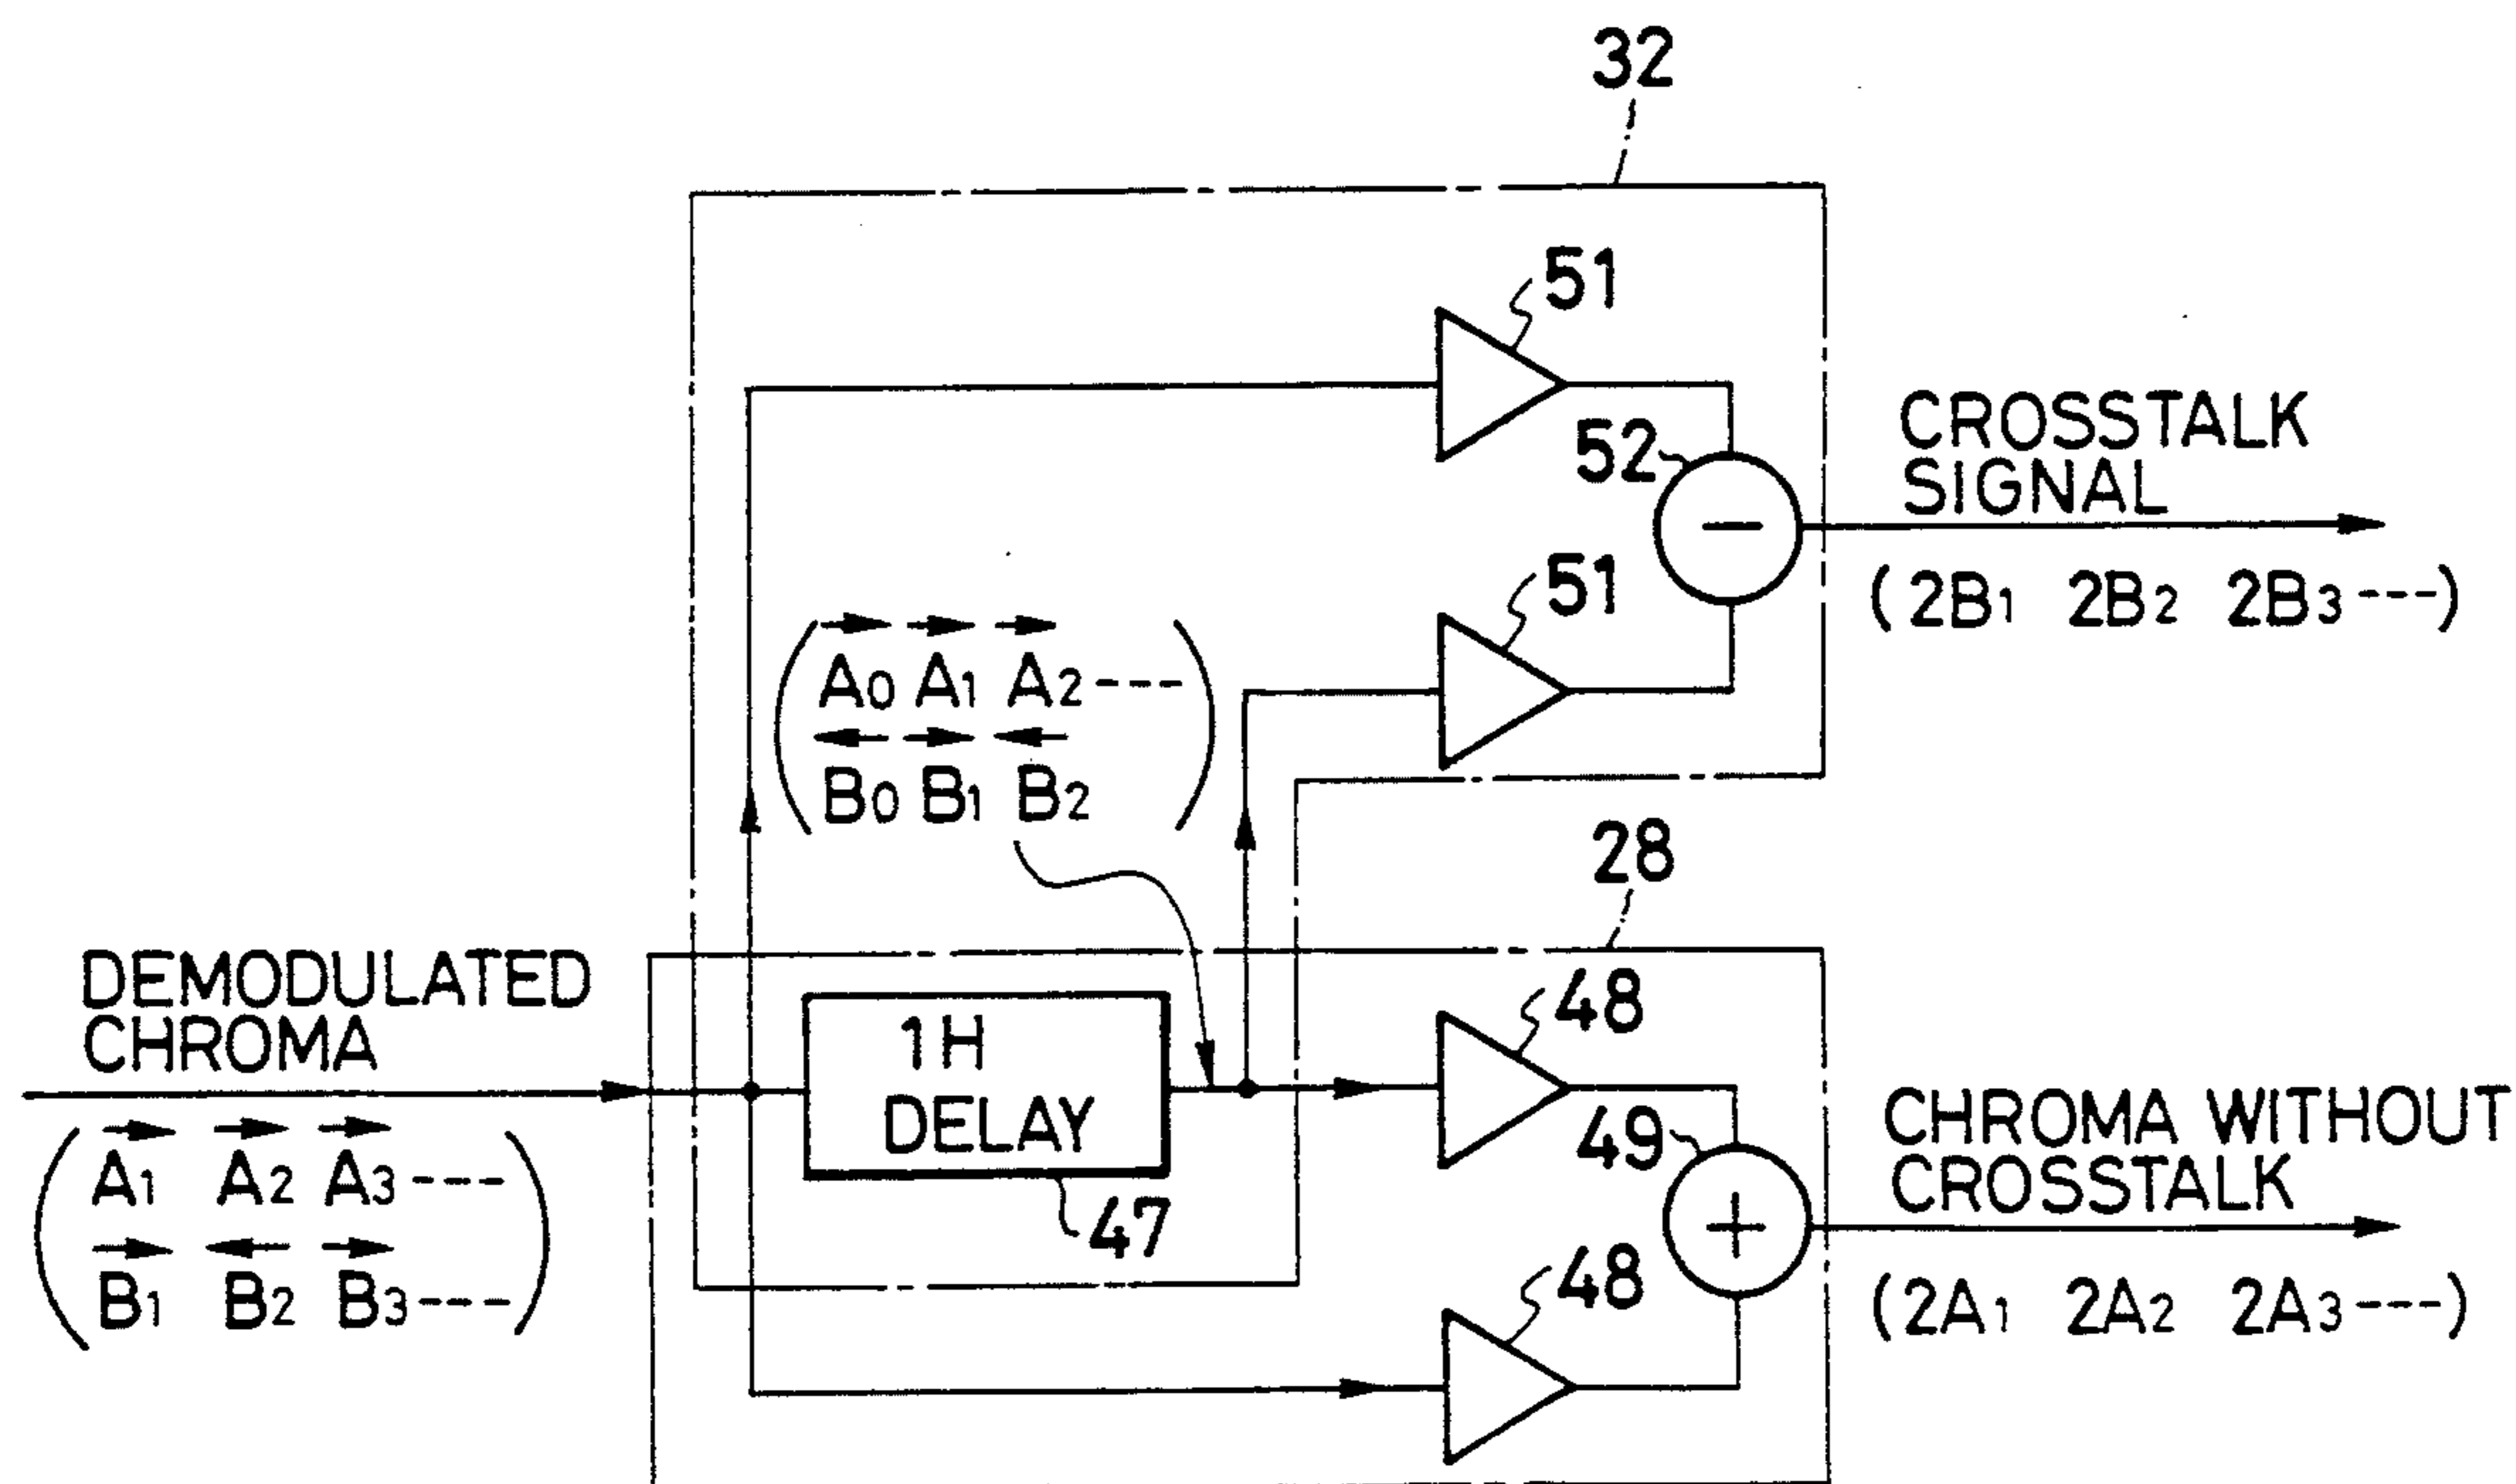 32
51
52
CROSSTALK
SIGNAL
51
(2B1 2B2 2B3---)
A0 A1 A2---
B0 B1 B2
28
DEMODULATED
CHROMA
1H
DELAY
48
49
CHROMA WITHOUT
CROSSTALK
A1 A2 A3---
B1 B2 B3---
47
48
(2A1 2A2 2A3---)